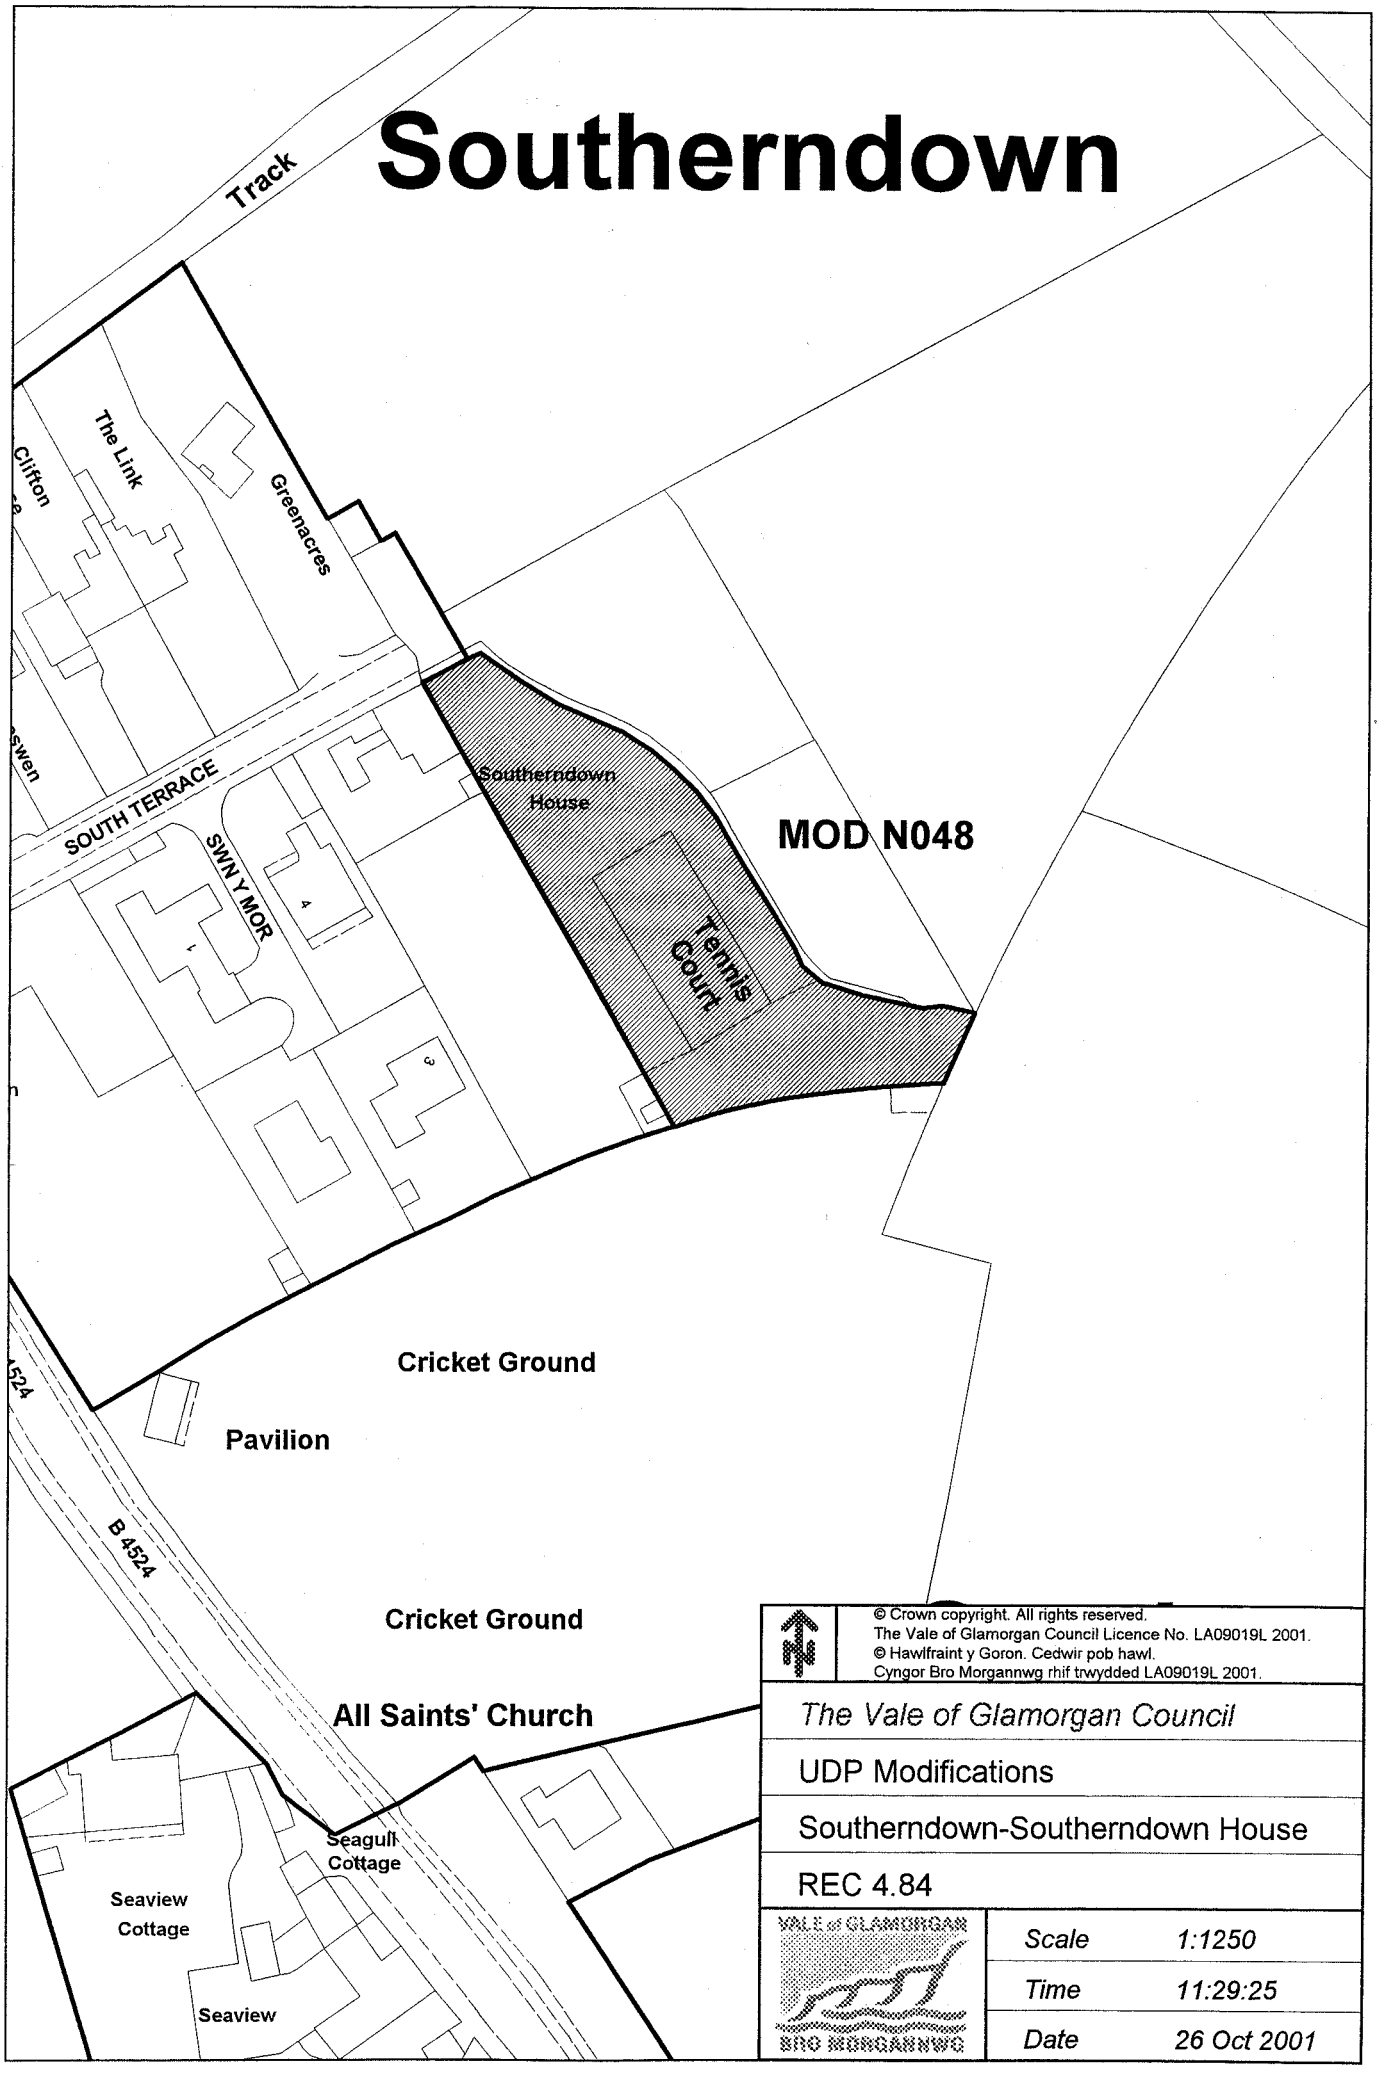 Southerndown
Track
The Link
Clifton
Greenacres
SOUTH TERRACE
SWN Y MOR
Southerndown
House
MOD N048
4
1
Tennis
Court
3
Cricket Ground
Pavilion
B 4524
Cricket Ground
All Saints' Church
Seagull
Cottage
Seaview
Cottage
Seaview
N
© Crown copyright. All rights reserved.
The Vale of Glamorgan Council Licence No. LA09019L 2001.
© Hawlfraint y Goron. Cedwir pob hawl.
Cyngor Bro Morgannwg rhif trwydded LA09019L 2001.
The Vale of Glamorgan Council
UDP Modifications
Southerndown-Southerndown House
REC 4.84
VALE of GLAMORGAN
BRO MORGANNWG
Scale 1:1250
Time 11:29:25
Date 26 Oct 2001